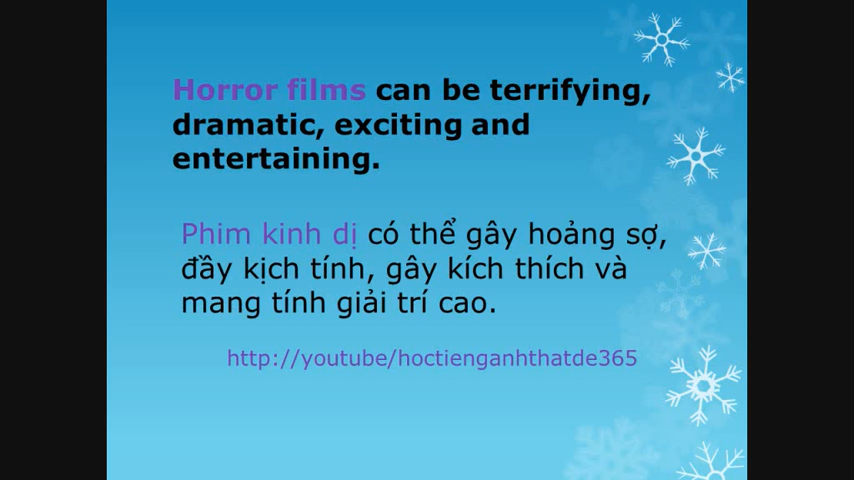 Horror films can be terrifying,
dramatic, exciting and
entertaining.
Phim kinh dị có thể gây hoảng sợ,
đầy kịch tính, gây kích thích và
mang tính giải trí cao.
http://youtube/hoctienganhthatde365